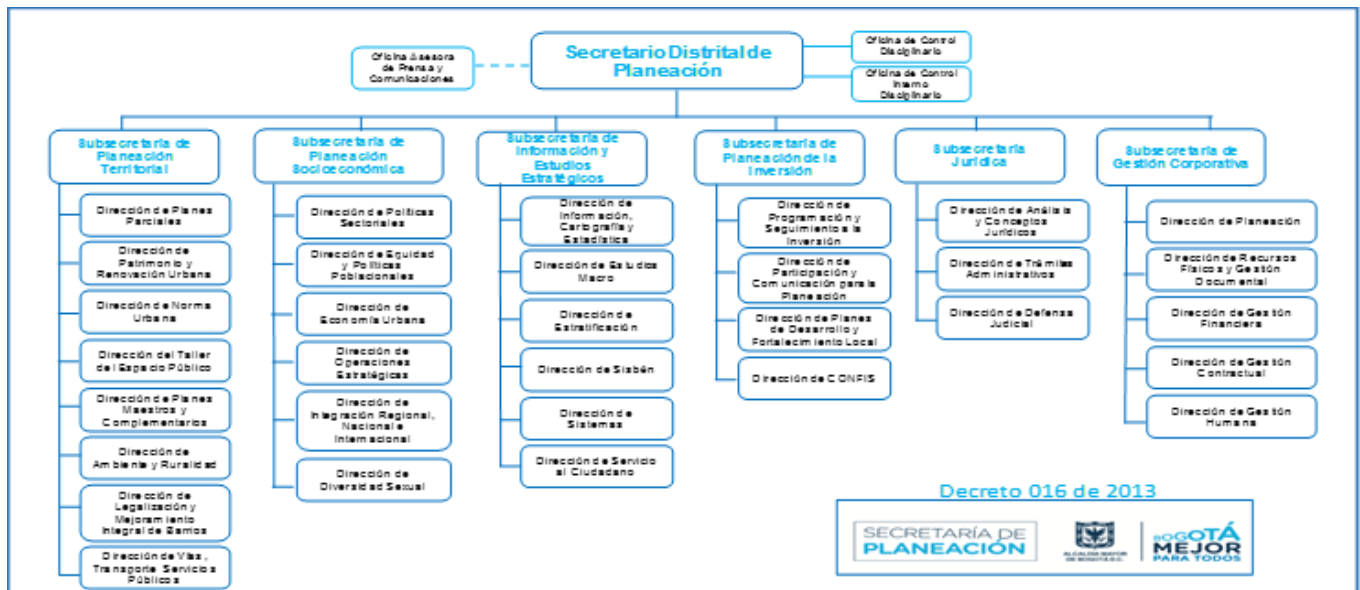 Oficina Asesora
de Prensa y
Comunicaciones
Secretario Distrital de
Planeación
Oficina de Control
Disciplinario
Oficina de Control
Interno
Disciplinario
Subsecretaría de
Planeación
Territorial
Dirección de Planes
Parciales
Dirección de
Patrimonio y
Renovación Urbana
Dirección de Norma
Urbana
Dirección del Taller
del Espacio Público
Dirección de Planes
Maestros y
Complementarios
Dirección de
Ambiente y Ruralidad
Dirección de
Legalización y
Mejoramiento
Integral de Barrios
Dirección de Vías,
Transporte Servicios
Públicos
Subsecretaría de
Planeación
Socioeconómica
Dirección de Políticas
Sectoriales
Dirección de Equidad
y Políticas
Poblacionales
Dirección de
Economía Urbana
Dirección de
Operaciones
Estratégicas
Dirección de
Integración Regional,
Nacional e
Internacional
Dirección de
Diversidad Sexual
Subsecretaría de
Información y
Estudios
Estratégicos
Dirección de
Información,
Cartografía y
Estadística
Dirección de Estudios
Macro
Dirección de
Estratificación
Dirección de Sisbén
Dirección de
Sistemas
Dirección de Servicio
al Ciudadano
Subsecretaría de
Planeación de la
Inversión
Dirección de
Programación y
Seguimiento a la
Inversión
Dirección de
Participación y
Comunicación para la
Planeación
Dirección de Planes
de Desarrollo y
Fortalecimiento Local
Dirección de CONFIS
Subsecretaría
Jurídica
Dirección de Análisis
y Conceptos
Jurídicos
Dirección de Trámites
Administrativos
Dirección de Defensa
Judicial
Subsecretaría de
Gestión Corporativa
Dirección de Planeación
Dirección de Recursos
Físicos y Gestión
Documental
Dirección de Gestión
Financiera
Dirección de Gestión
Contractual
Dirección de Gestión
Humana
Decreto 016 de 2013
SECRETARÍA DE
PLANEACIÓN
ALCALDÍA MAYOR
DE BOGOTÁ D.C.
BOGOTÁ
MEJOR
PARA TODOS